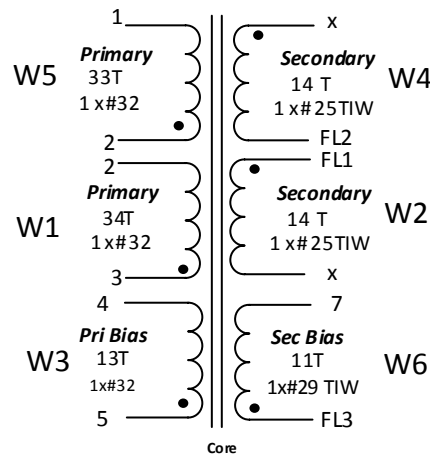 1
x
W5
Primary
33T
1 x#32
Secondary
14 T
1 x#25TIW
W4
2
FL2
2
FL1
W1
Primary
34T
1 x#32
Secondary
14 T
1 x#25TIW
W2
3
x
4
7
W3
Pri Bias
13T
1x#32
Sec Bias
11T
1x#29 TIW
W6
5
FL3
Core